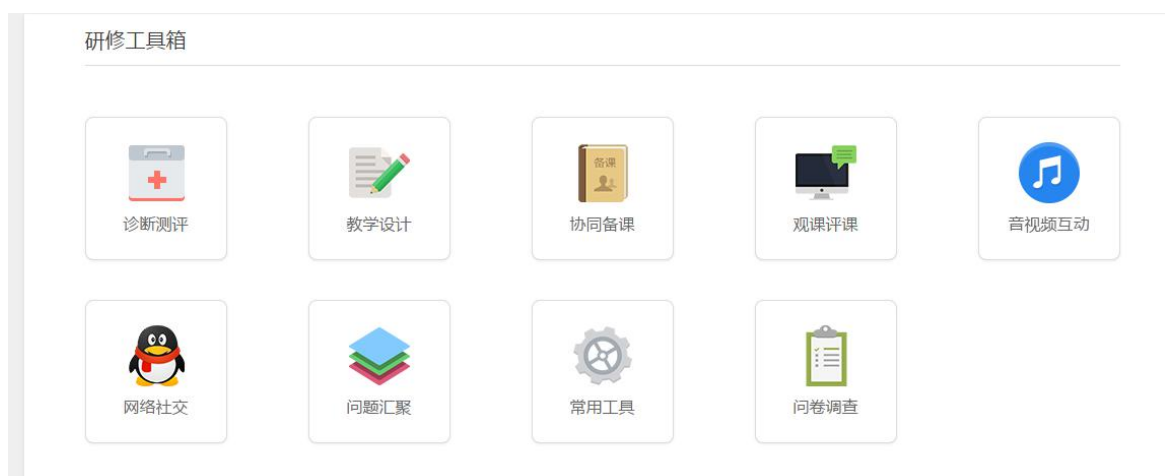 研修工具箱
备课
诊断测评
教学设计
协同备课
观课评课
音视频互动
网络社交
问题汇聚
常用工具
问卷调查